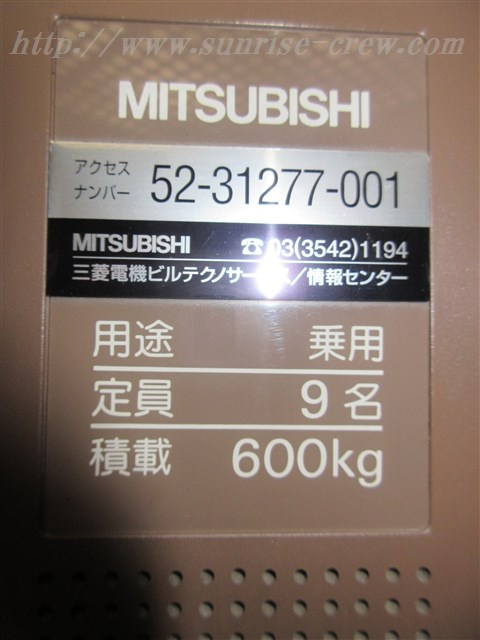 http://www.sunrise-crew.com/
MITSUBISHI
アクセス
ナンバー 52-31277-001
MITSUBISHI ☎03(3542)1194
三菱電機ビルテクノサービス/情報センター
用途 乗用
定員 9名
積載 600kg